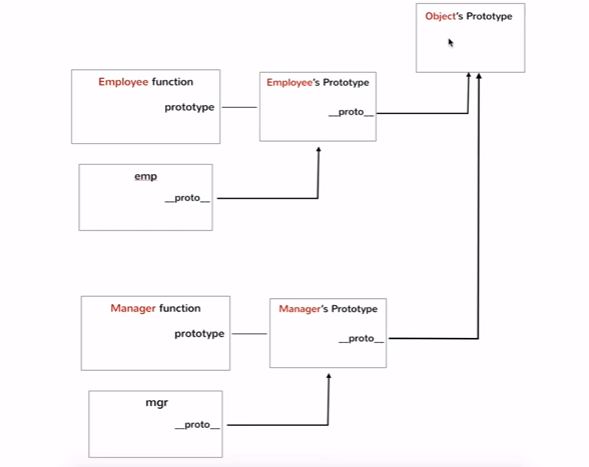 Object's Prototype
Employee function
prototype
Employee's Prototype
__proto__
emp
__proto__
Manager function
prototype
Manager's Prototype
__proto__
mgr
__proto__